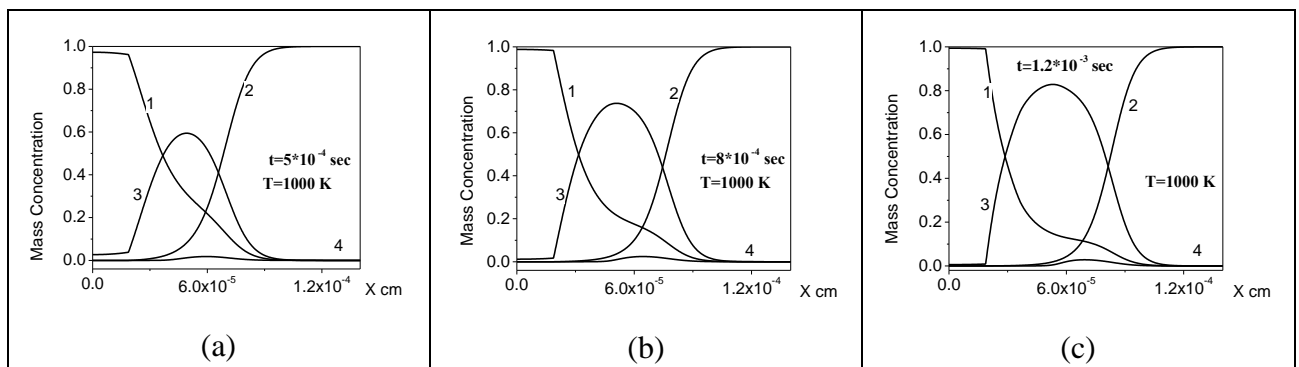 1.0
0.8
0.6
0.4
0.2
0.0
Mass Concentration
1
2
3
4
t=5*10⁻⁴ sec
T=1000 K
0.0
6.0x10⁻⁵
1.2x10⁻⁴
X cm
(a)
1.0
0.8
0.6
0.4
0.2
0.0
Mass Concentration
1
2
3
4
t=8*10⁻⁴ sec
T=1000 K
0.0
6.0x10⁻⁵
1.2x10⁻⁴
X cm
(b)
1.0
0.8
0.6
0.4
0.2
0.0
Mass Concentration
t=1.2*10⁻³ sec
1
2
3
4
T=1000 K
0.0
6.0x10⁻⁵
1.2x10⁻⁴
X cm
(c)